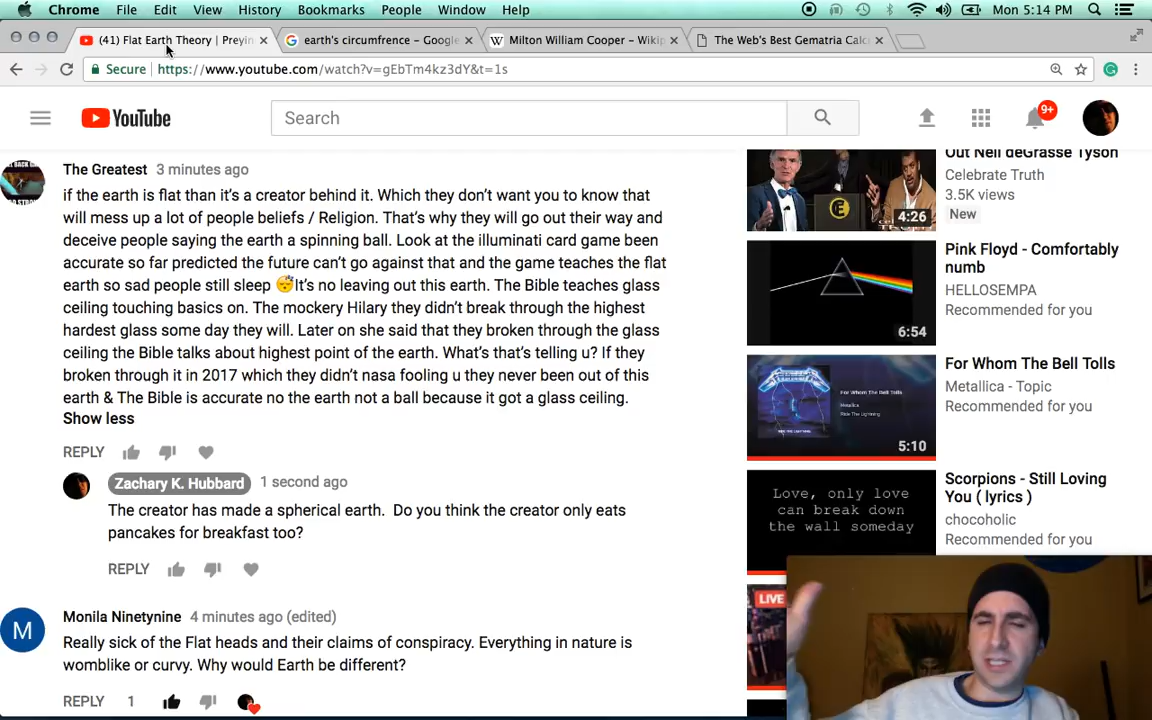 Chrome File Edit View History Bookmarks People Window Help Mon 5:14 PM
(41) Flat Earth Theory | Preyin
earth's circumfrence - Google
Milton William Cooper - Wikip
The Web's Best Gematria Calc
Secure https://www.youtube.com/watch?v=gEbTm4kz3dY&t=1s
YouTube
Search
9+
The Greatest 3 minutes ago
if the earth is flat than it's a creator behind it. Which they don't want you to know that
will mess up a lot of people beliefs / Religion. That's why they will go out their way and
deceive people saying the earth a spinning ball. Look at the illuminati card game been
accurate so far predicted the future can't go against that and the game teaches the flat
earth so sad people still sleep 😴It's no leaving out this earth. The Bible teaches glass
ceiling touching basics on. The mockery Hilary they didn't break through the highest
hardest glass some day they will. Later on she said that they broken through the glass
ceiling the Bible talks about highest point of the earth. What's that's telling u? If they
broken through it in 2017 which they didn't nasa fooling u they never been out of this
earth & The Bible is accurate no the earth not a ball because it got a glass ceiling.
Show less
REPLY
Zachary K. Hubbard 1 second ago
The creator has made a spherical earth. Do you think the creator only eats
pancakes for breakfast too?
REPLY
M
Monila Ninetynine 4 minutes ago (edited)
Really sick of the Flat heads and their claims of conspiracy. Everything in nature is
womblike or curvy. Why would Earth be different?
REPLY 1
Out Neil deGrasse Tyson
Celebrate Truth
3.5K views
New
4:26
Pink Floyd - Comfortably
numb
HELLOSEMPA
Recommended for you
6:54
For Whom The Bell Tolls
Metallica - Topic
Recommended for you
For Whom The Bell Tolls
Metallica
Ride The Lightning
5:10
Scorpions - Still Loving
You ( lyrics )
chocoholic
Recommended for you
Love, only love
can break down
the wall someday
LIVE